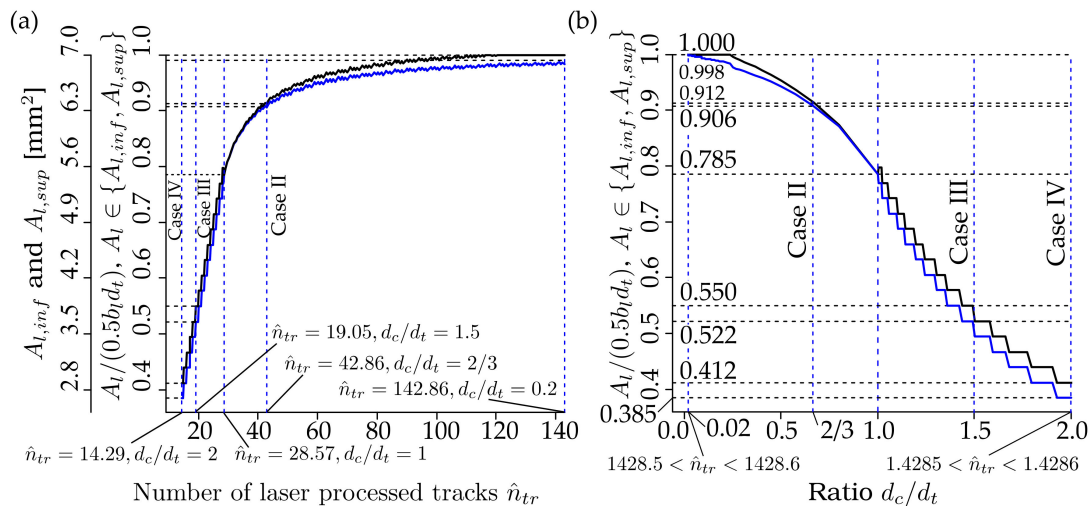 (a)
A_{l,inf} and A_{l,sup} [mm²]
7.0
6.3
5.6
4.9
4.2
3.5
2.8
A_l/(0.5b_l d_t), A_l ∈ {A_{l,inf}, A_{l,sup}}
1.0
0.9
0.8
0.7
0.6
0.5
0.4
Case IV
Case III
Case II
n̂_{tr} = 19.05, d_c/d_t = 1.5
n̂_{tr} = 42.86, d_c/d_t = 2/3
n̂_{tr} = 142.86, d_c/d_t = 0.2
20 40 60 80 100 120 140
n̂_{tr} = 14.29, d_c/d_t = 2
n̂_{tr} = 28.57, d_c/d_t = 1
Number of laser processed tracks n̂_{tr}
(b)
A_l/(0.5b_l d_t), A_l ∈ {A_{l,inf}, A_{l,sup}}
1.0
0.9
0.8
0.7
0.6
0.5
0.4
1.000
0.998
0.912
0.906
0.785
0.550
0.522
0.412
0.385
Case II
Case III
Case IV
0.0 0.02 0.5 2/3 1.0 1.5 2.0
1428.5 < n̂_{tr} < 1428.6
1.4285 < n̂_{tr} < 1.4286
Ratio d_c/d_t